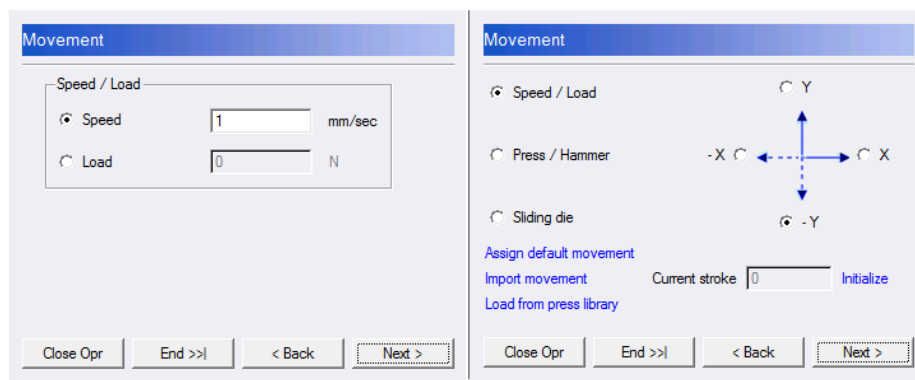 Movement
Speed / Load
Speed 1 mm/sec
Load 0 N
Close Opr End >>| < Back Next >
Movement
Speed / Load Y
Press / Hammer -X X
Sliding die -Y
Assign default movement
Import movement Current stroke 0 Initialize
Load from press library
Close Opr End >>| < Back Next >